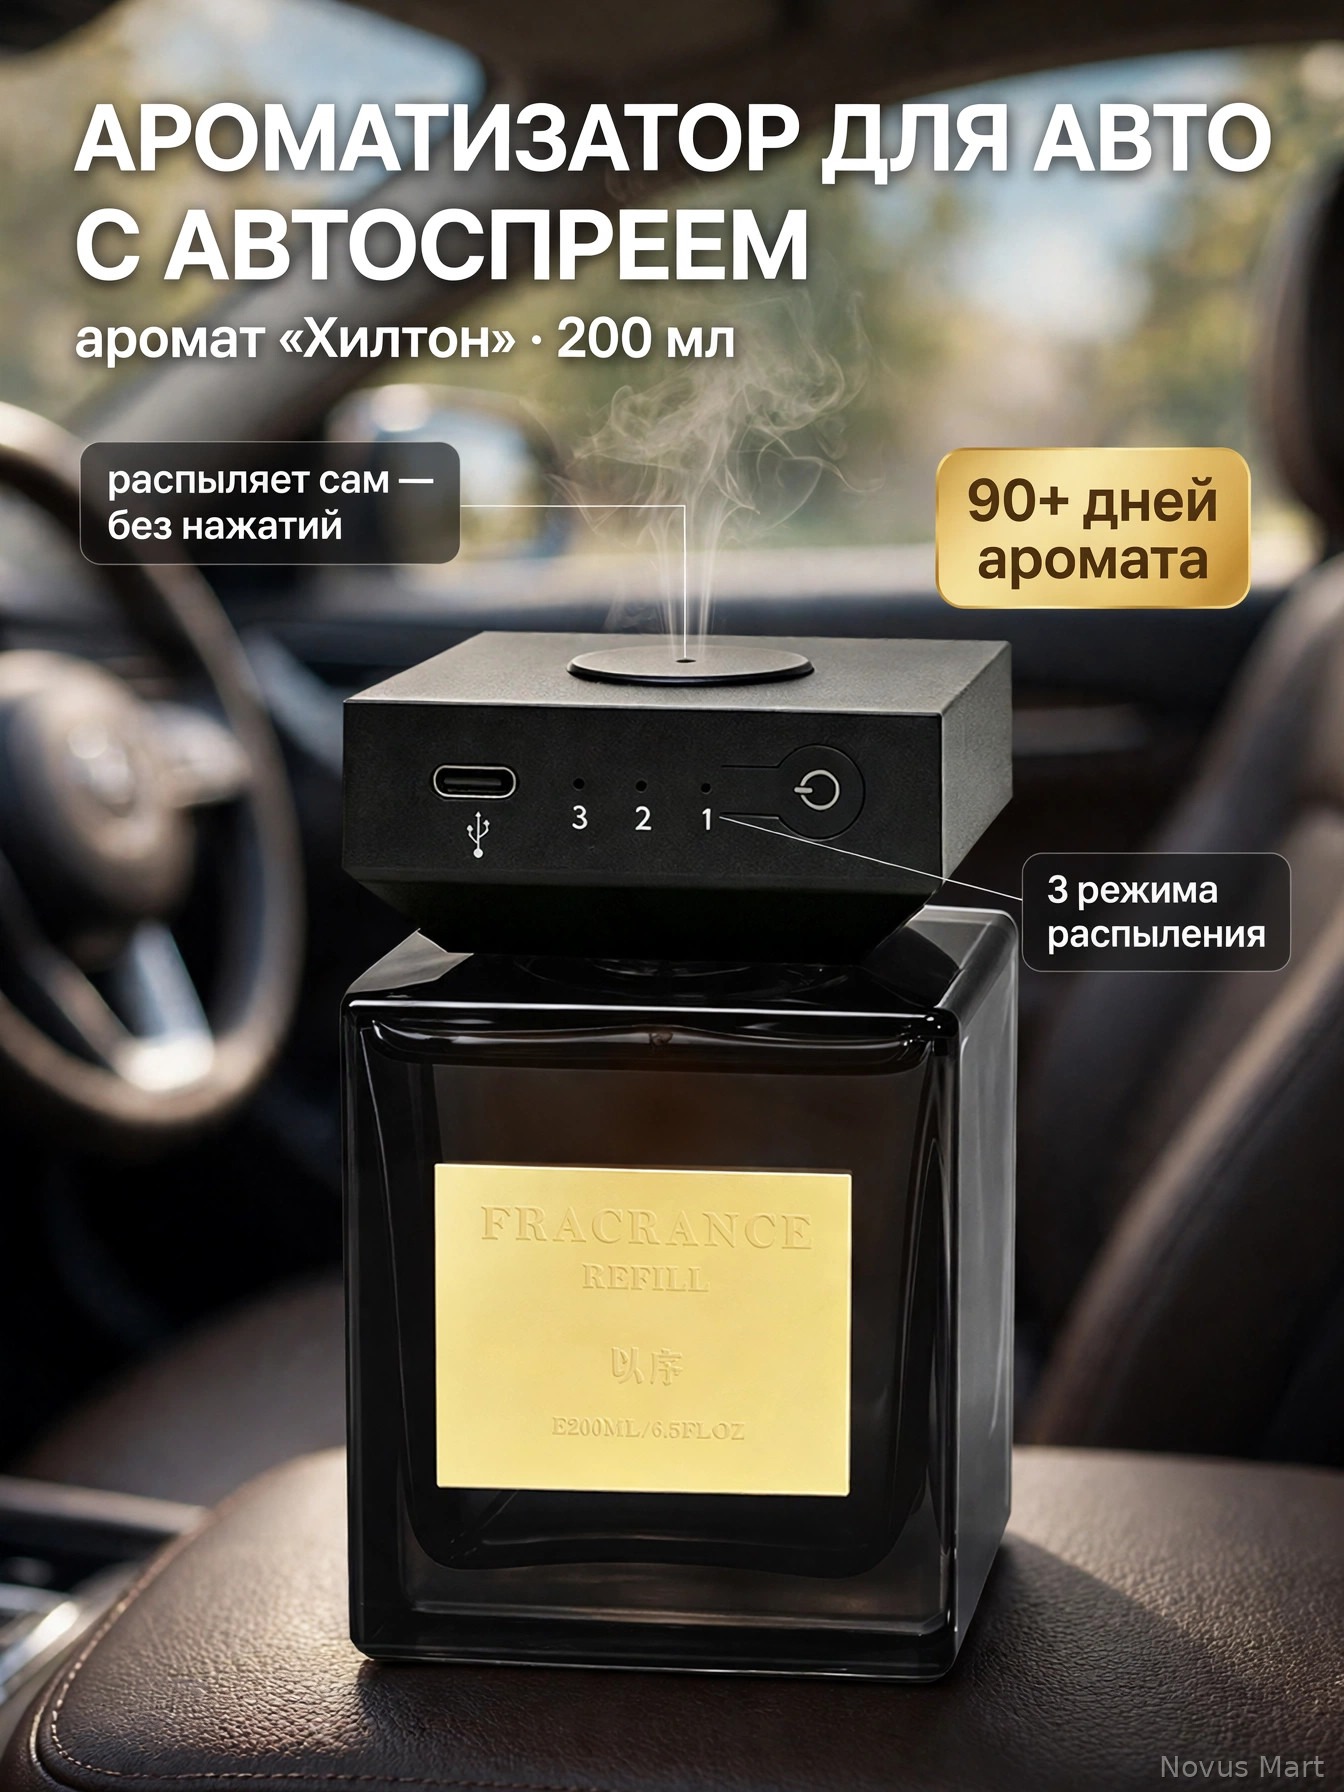 АРОМАТИЗАТОР ДЛЯ АВТО
С АВТОСПРЕЕМ
аромат «Хилтон» · 200 мл
распыляет сам —
без нажатий
90+ дней
аромата
3 2 1
3 режима
распыления
FRACRANCE
REFILL
以序
E200ML/6.5FLOZ
Novus Mart